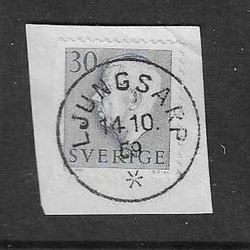 30
LJUNGSARP
14.10.
59
SVERIGE